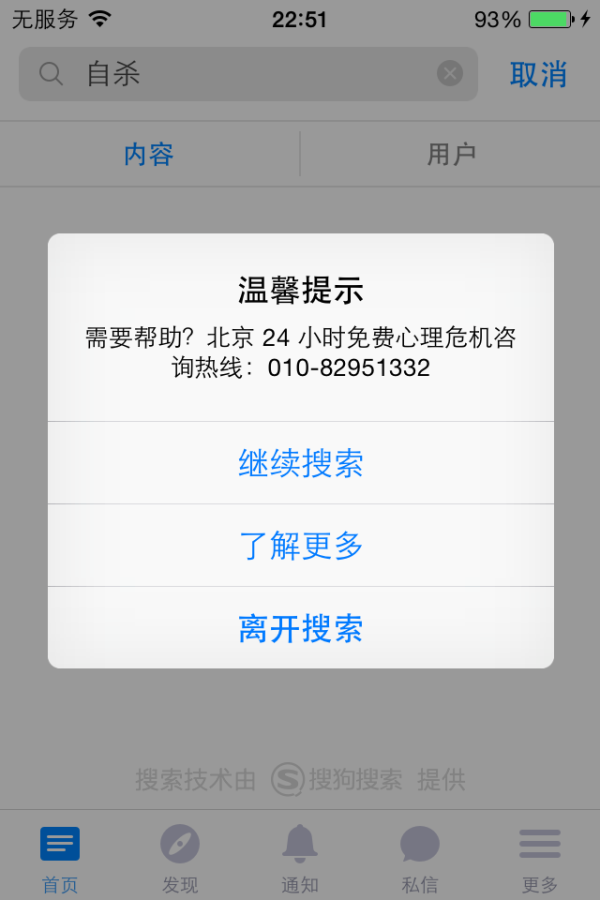 无服务 22:51 93%
自杀 取消
内容 用户
温馨提示
需要帮助？北京 24 小时免费心理危机咨
询热线：010-82951332
继续搜索
了解更多
离开搜索
搜索技术由 S搜狗搜索 提供
首页 发现 通知 私信 更多